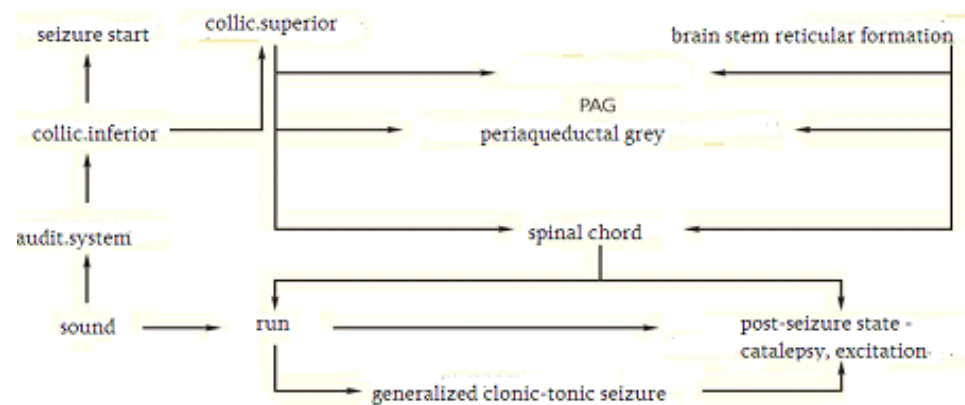 collic.superior
seizure start
brain stem reticular formation
PAG
collic.inferior
periaqueductal grey
audit.system
spinal chord
sound
run
post-seizure state -
catalepsy, excitation
generalized clonic-tonic seizure